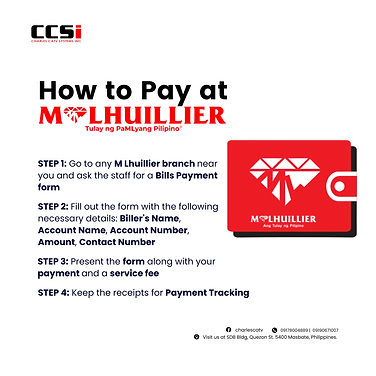 CCSi
CHARLES CATV SYSTEMS INC
How to Pay at
M LHUILLIER
Tulay ng PaMLyang Pilipino
STEP 1: Go to any M Lhuillier branch near
you and ask the staff for a Bills Payment
form
STEP 2: Fill out the form with the following
necessary details: Biller's Name,
Account Name, Account Number,
Amount, Contact Number
STEP 3: Present the form along with your
payment and a service fee
STEP 4: Keep the receipts for Payment Tracking
M LHUILLIER
Ang Tulay ng Pilipino
charlescatv
Visit us at SDB Bldg, Quezon St. 5400 Masbate, Philippines.